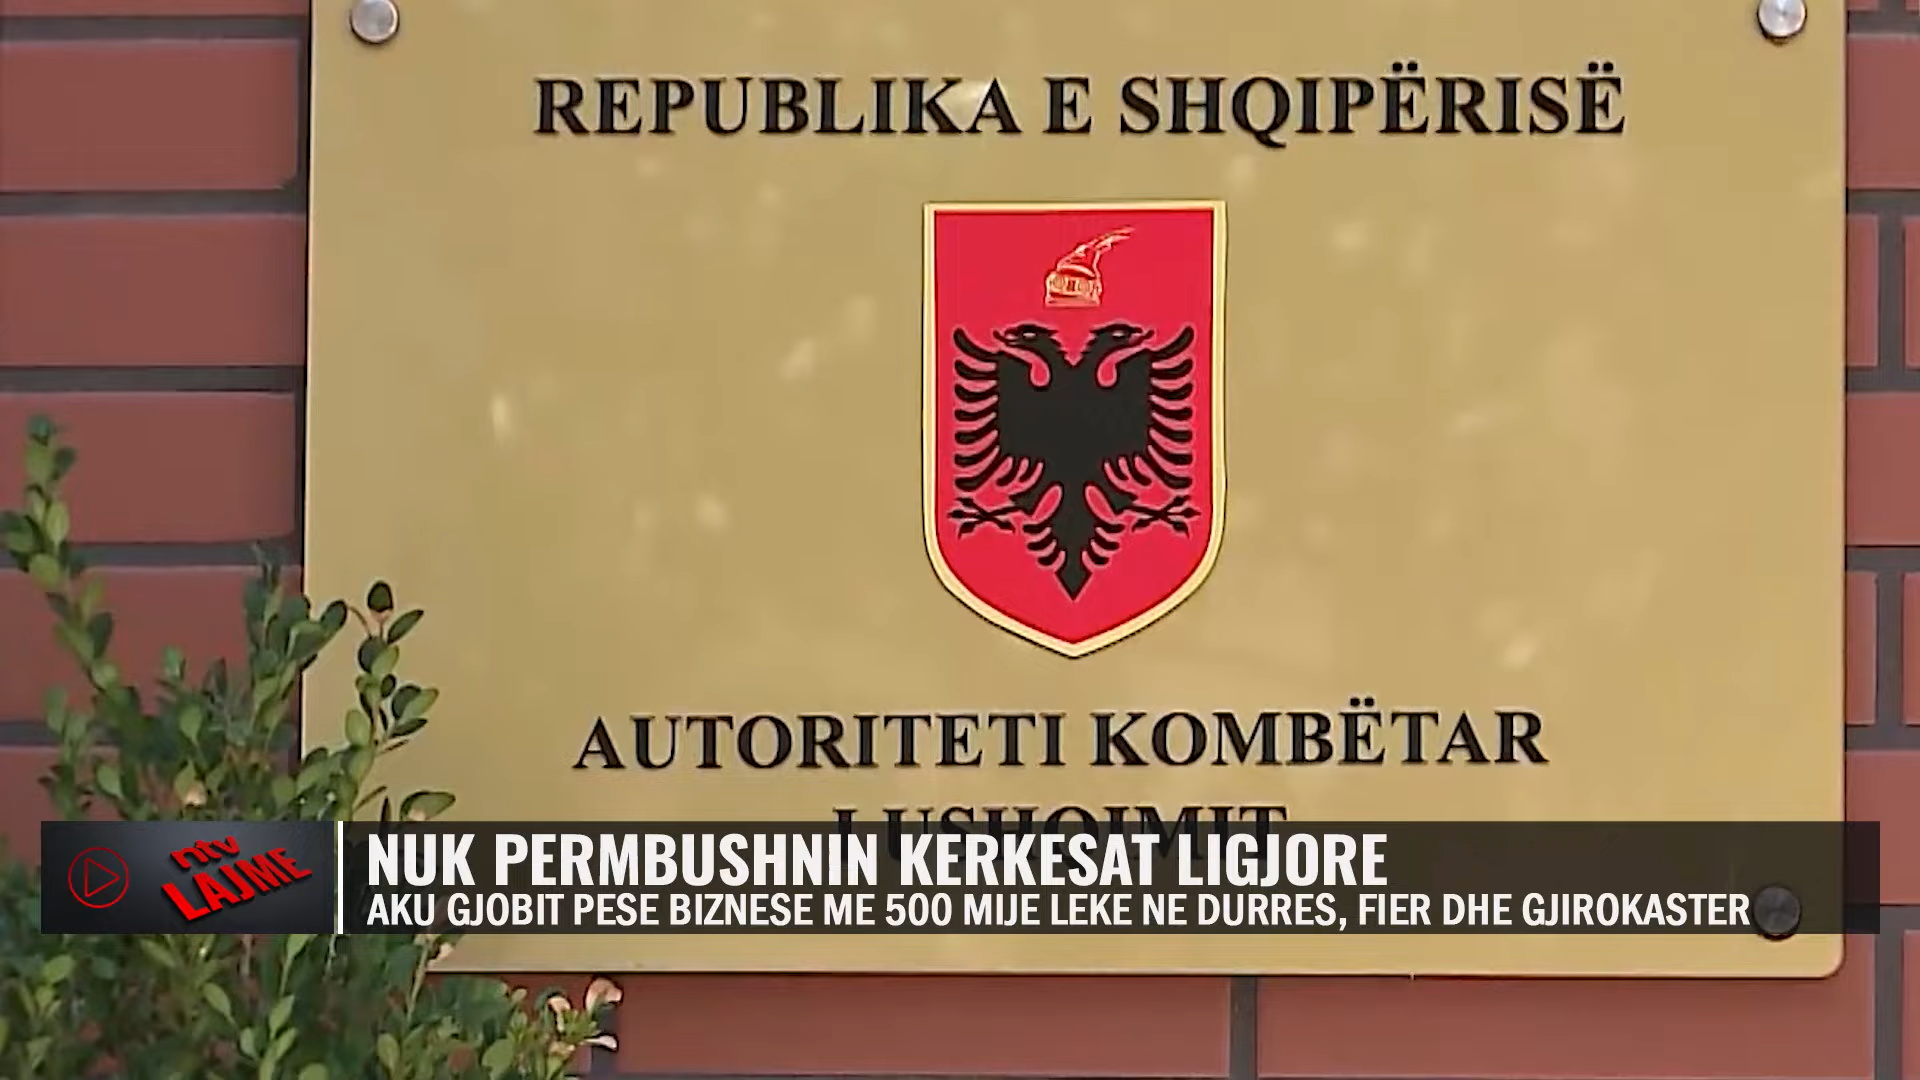 REPUBLIKA E SHQIPËRISË
AUTORITETI KOMBËTAR
I USHQIMIT
ntv
LAJME
NUK PERMBUSHNIN KERKESAT LIGJORE
AKU GJOBIT PESE BIZNESE ME 500 MIJE LEKE NE DURRES, FIER DHE GJIROKASTER